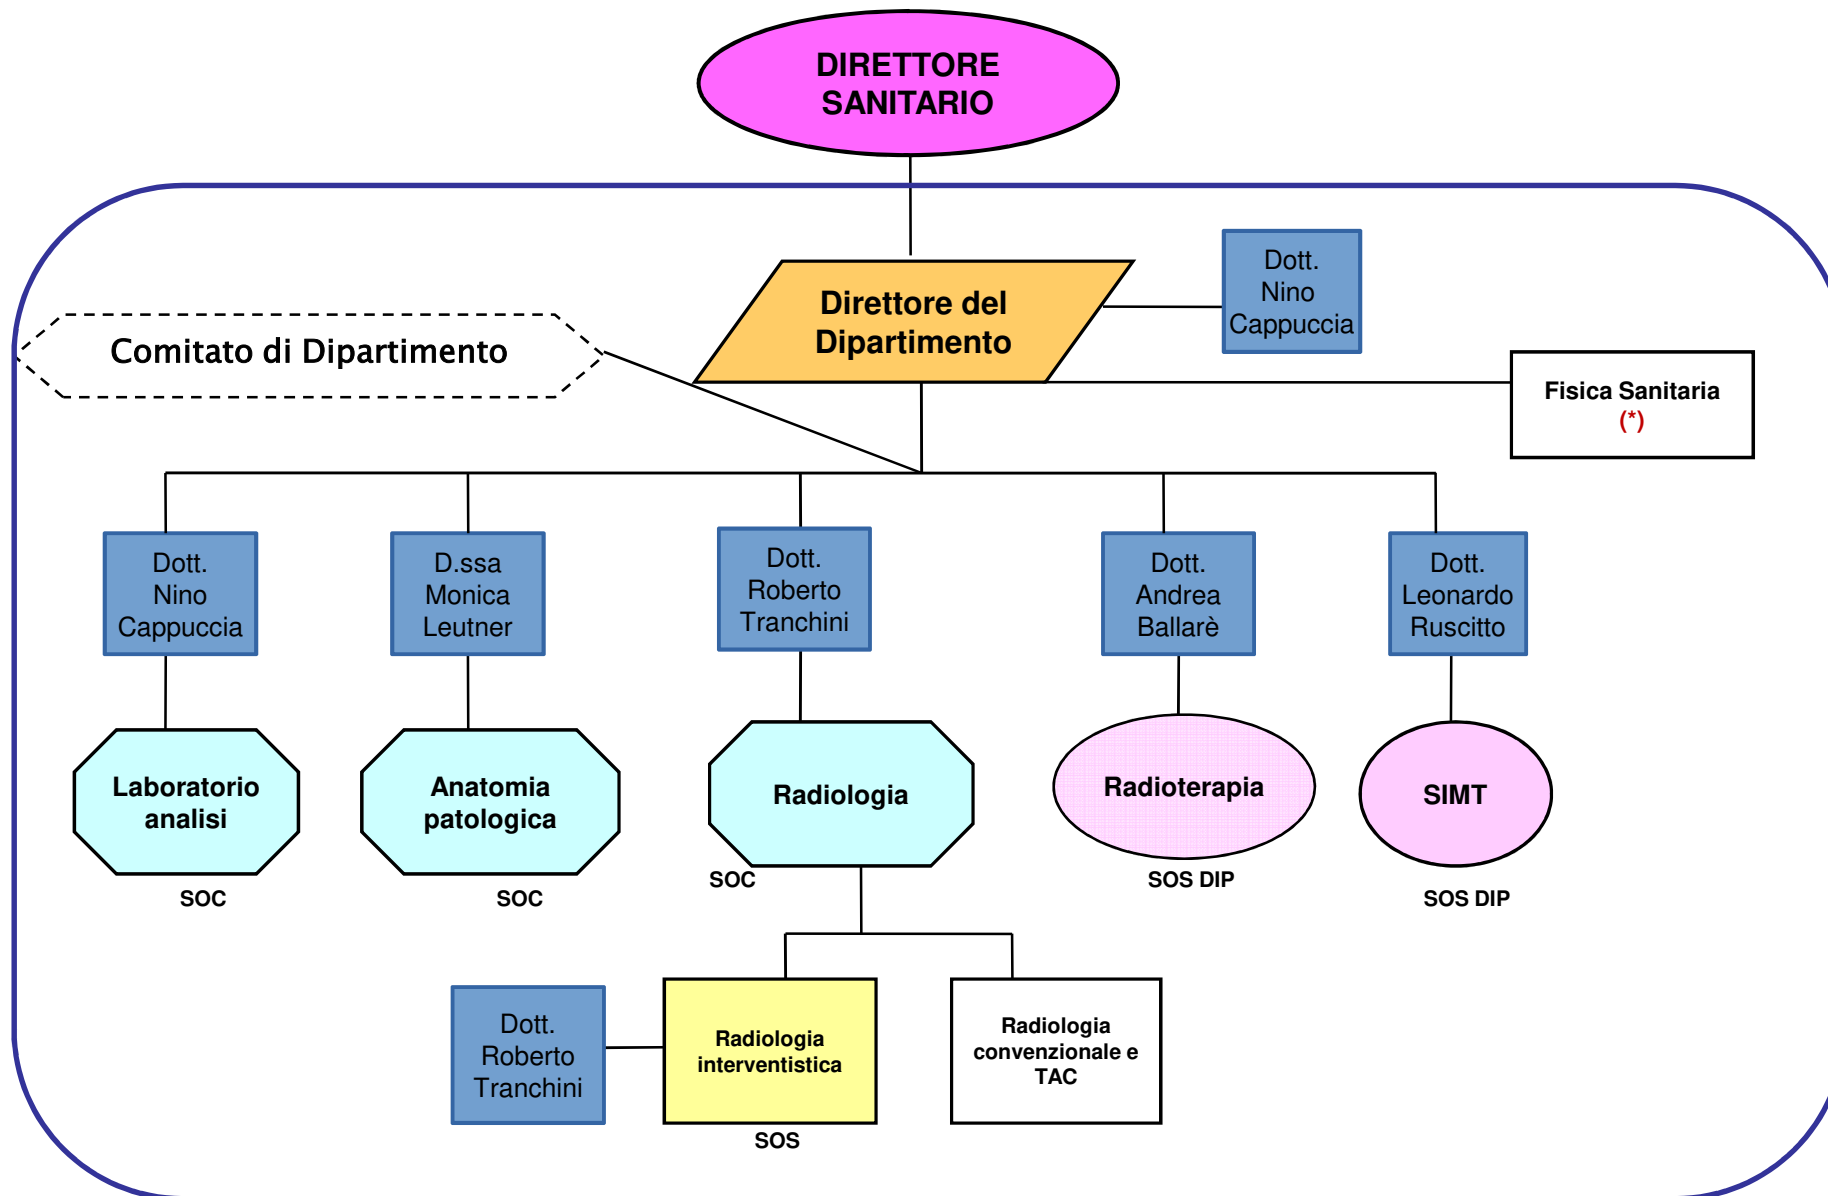 DIRETTORE
SANITARIO
Dott.
Nino
Cappuccia
Direttore del
Dipartimento
Comitato di Dipartimento
Fisica Sanitaria
(*)
Dott.
Nino
Cappuccia
D.ssa
Monica
Leutner
Dott.
Roberto
Tranchini
Dott.
Andrea
Ballarè
Dott.
Leonardo
Ruscitto
Laboratorio
analisi
SOC
Anatomia
patologica
SOC
Radiologia
SOC
Radioterapia
SOS DIP
SIMT
SOS DIP
Dott.
Roberto
Tranchini
Radiologia
interventistica
SOS
Radiologia
convenzionale e
TAC